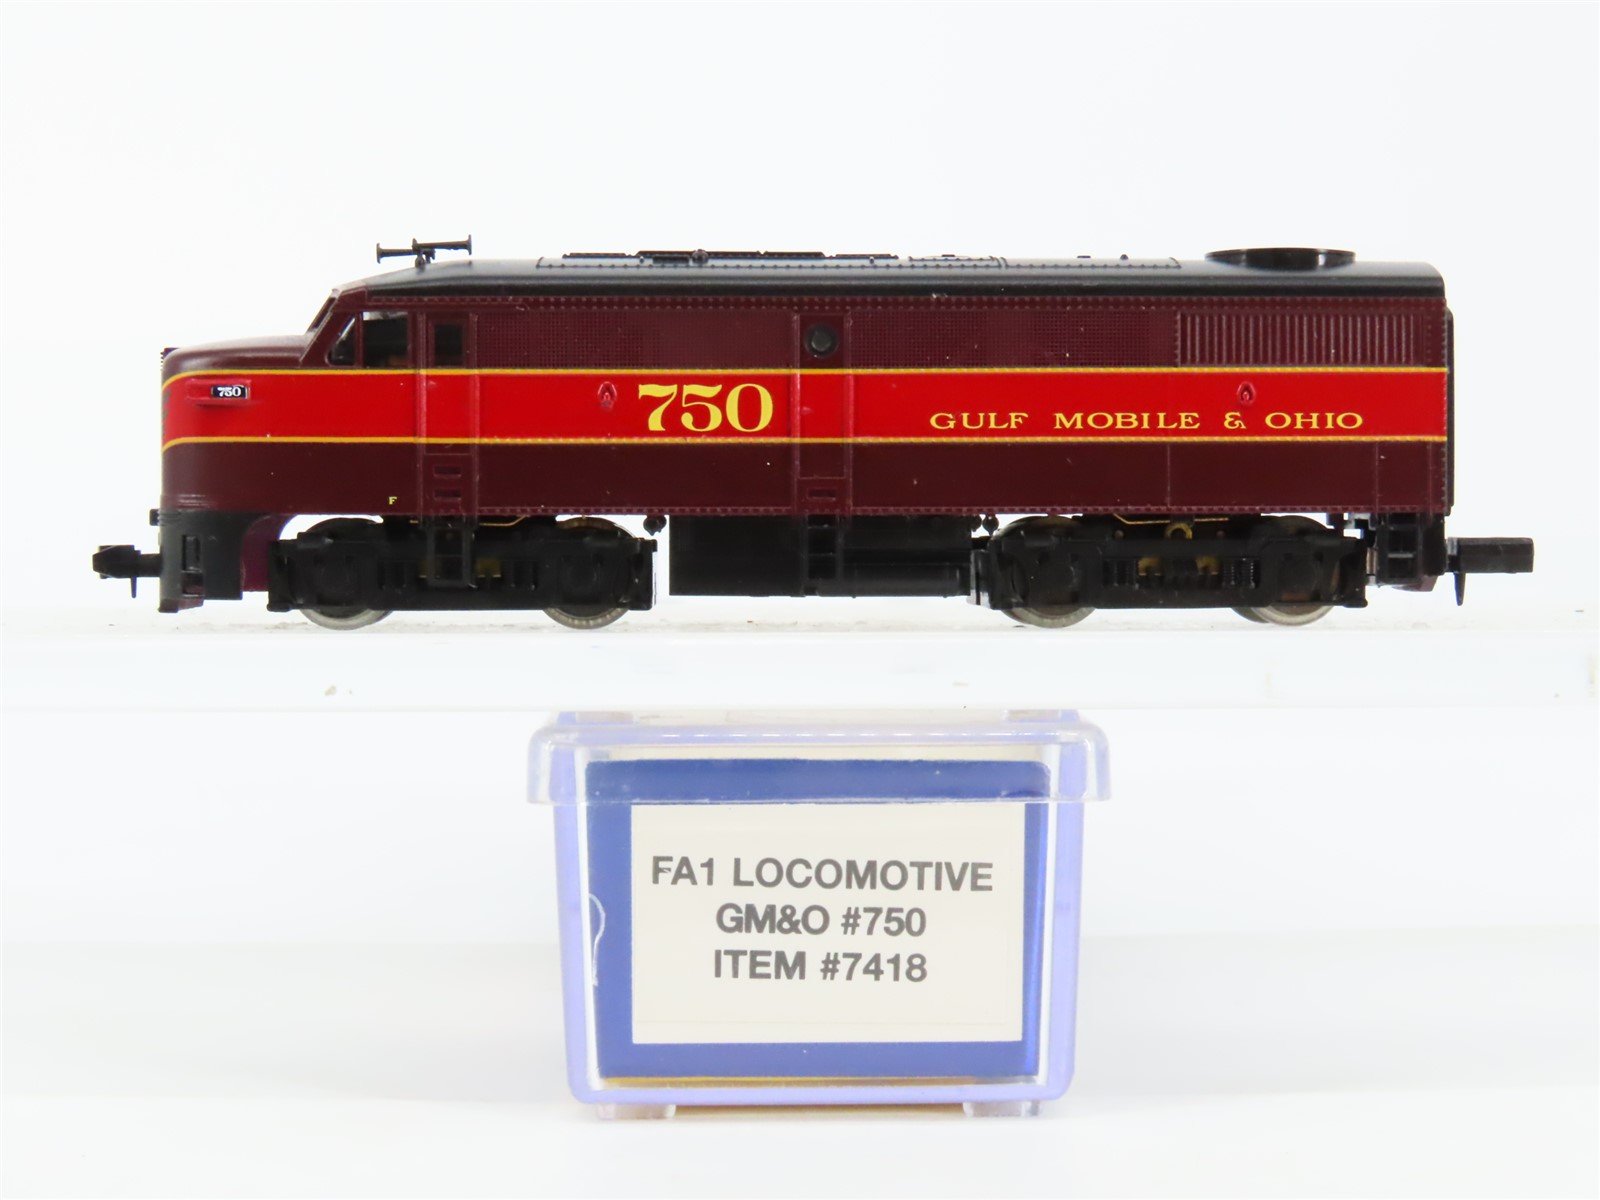 750
750
GULF MOBILE & OHIO
F
FA1 LOCOMOTIVE
GM&O #750
ITEM #7418